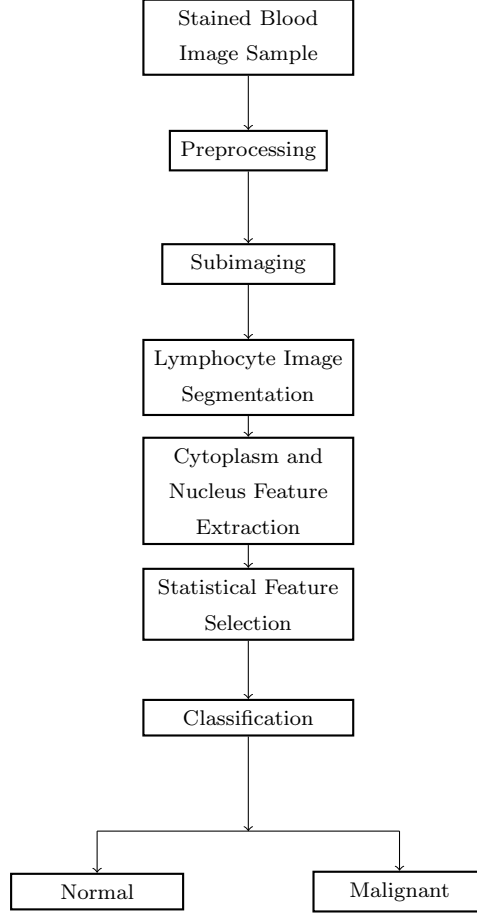 Stained Blood
Image Sample
Preprocessing
Subimaging
Lymphocyte Image
Segmentation
Cytoplasm and
Nucleus Feature
Extraction
Statistical Feature
Selection
Classification
Normal
Malignant